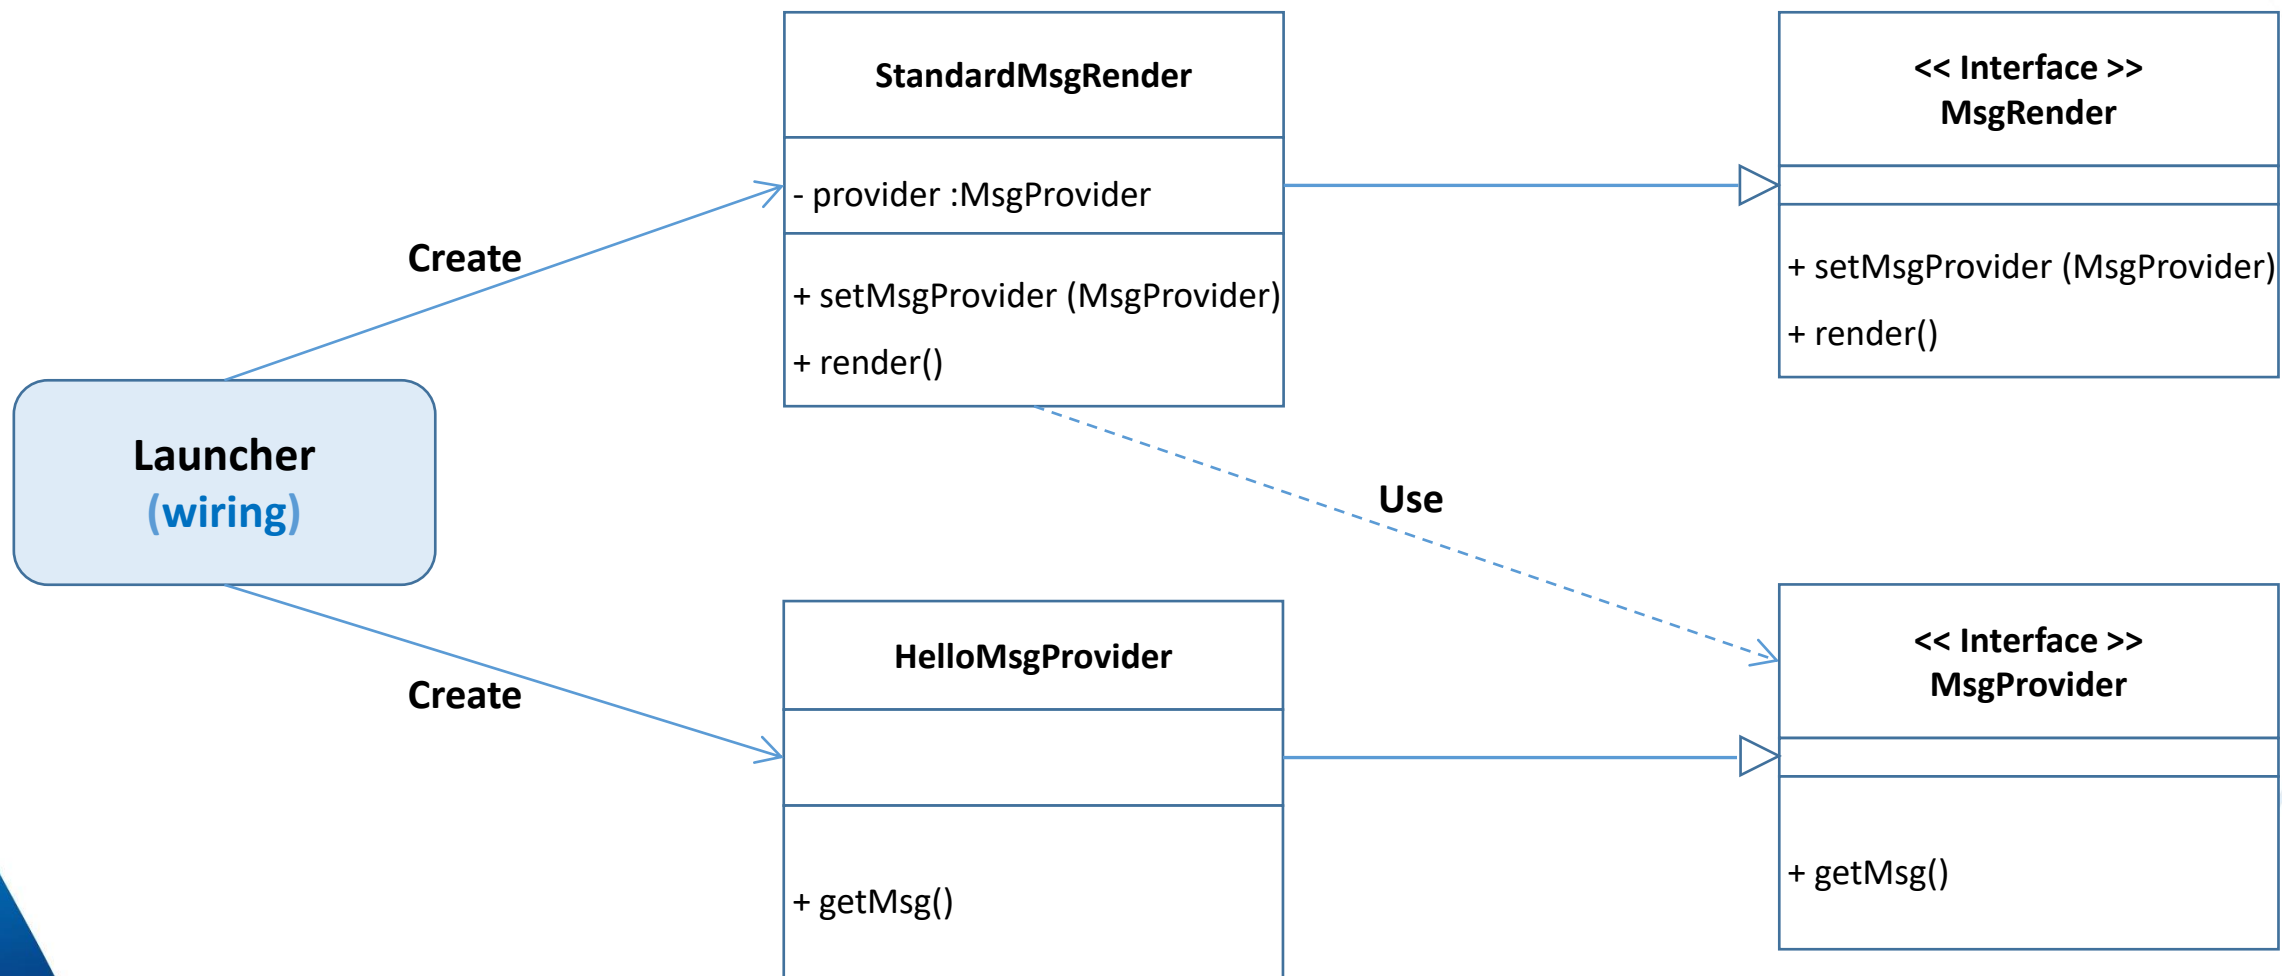 StandardMsgRender
- provider :MsgProvider
+ setMsgProvider (MsgProvider)
+ render()
<< Interface >>
MsgRender
+ setMsgProvider (MsgProvider)
+ render()
Create
Launcher
(wiring)
Use
Create
HelloMsgProvider
+ getMsg()
<< Interface >>
MsgProvider
+ getMsg()